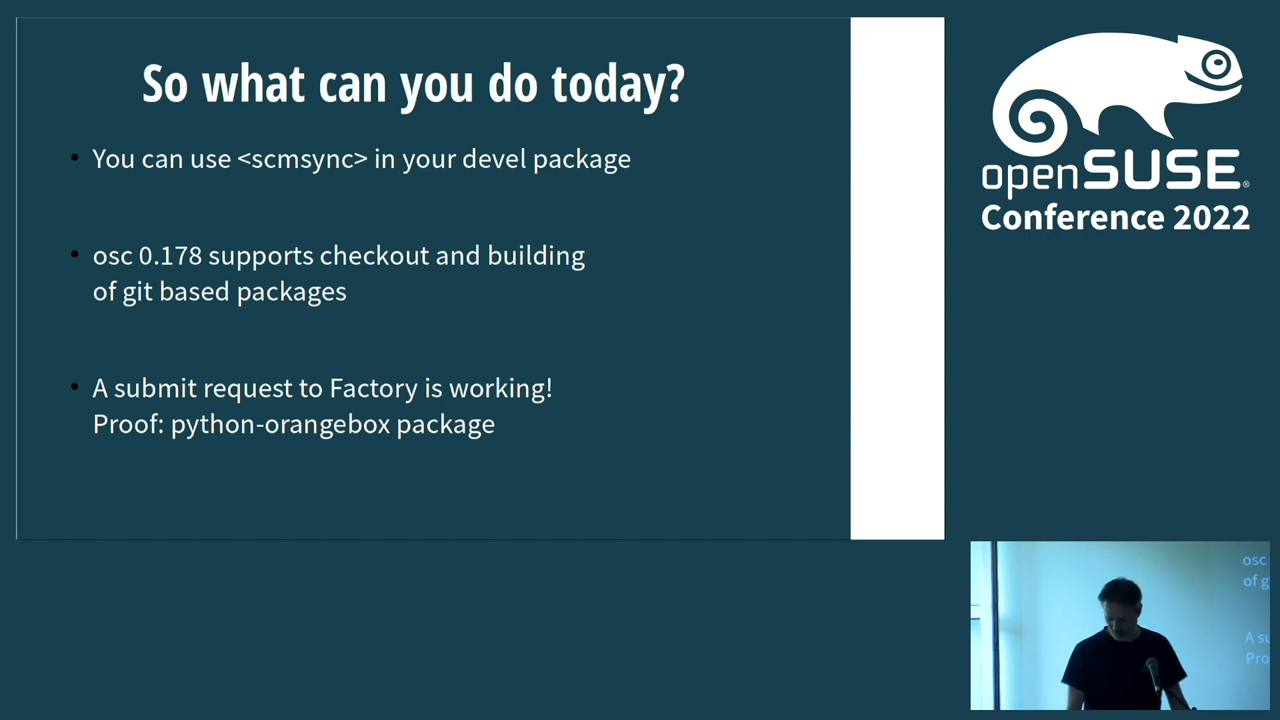 So what can you do today?
• You can use <scmsync> in your devel package
• osc 0.178 supports checkout and building
of git based packages
• A submit request to Factory is working!
Proof: python-orangebox package
openSUSE®
Conference 2022
osc
of g
A su
Pro